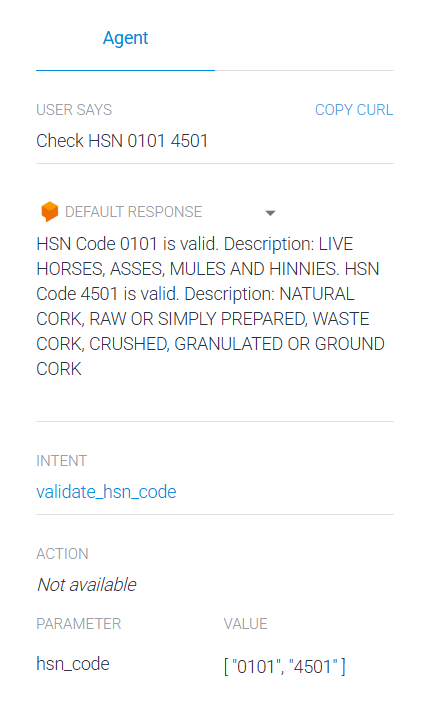 Agent
USER SAYS COPY CURL
Check HSN 0101 4501
DEFAULT RESPONSE
HSN Code 0101 is valid. Description: LIVE
HORSES, ASSES, MULES AND HINNIES. HSN
Code 4501 is valid. Description: NATURAL
CORK, RAW OR SIMPLY PREPARED, WASTE
CORK, CRUSHED, GRANULATED OR GROUND
CORK
INTENT
validate_hsn_code
ACTION
Not available
PARAMETER VALUE
hsn_code [ "0101", "4501" ]